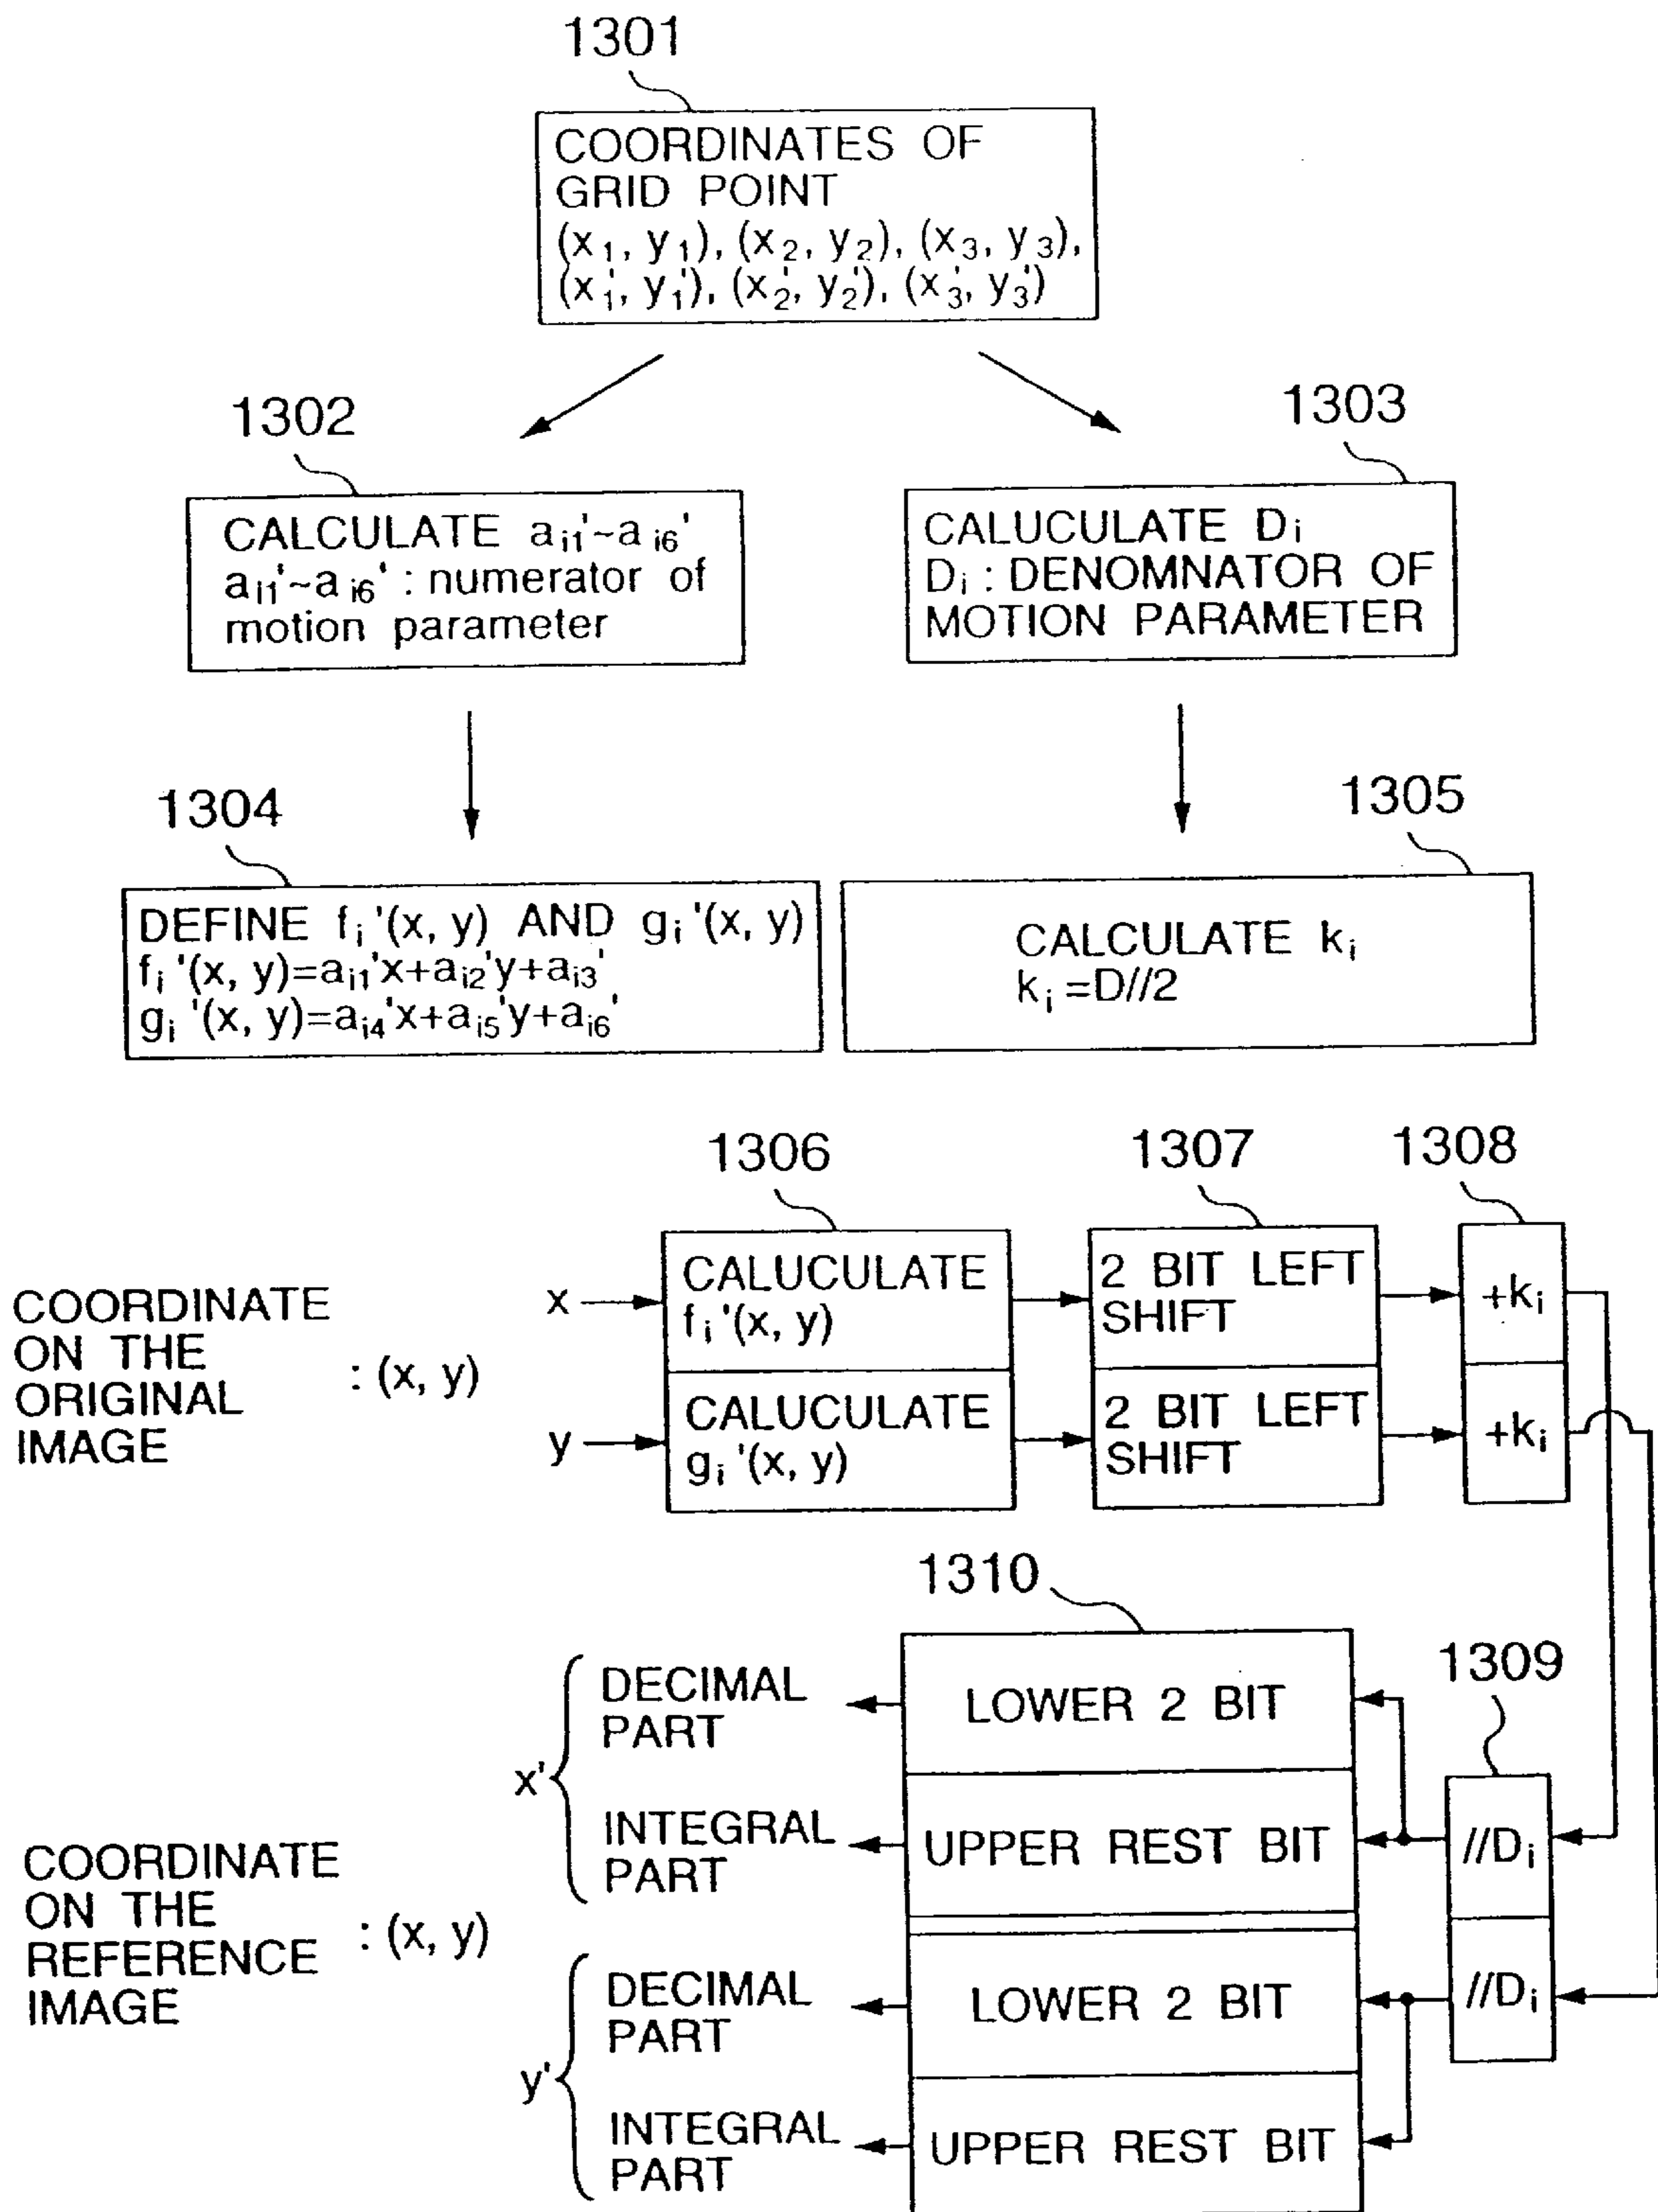 1301
COORDINATES OF
GRID POINT
(x₁, y₁), (x₂, y₂), (x₃, y₃),
(x₁', y₁'), (x₂', y₂'), (x₃', y₃')
1302
CALCULATE aᵢ₁'~aᵢ₆'
aᵢ₁'~aᵢ₆' : numerator of
motion parameter
1303
CALUCULATE Dᵢ
Dᵢ : DENOMNATOR OF
MOTION PARAMETER
1304
DEFINE fᵢ'(x, y) AND gᵢ'(x, y)
fᵢ'(x, y)=aᵢ₁'x+aᵢ₂'y+aᵢ₃'
gᵢ'(x, y)=aᵢ₄'x+aᵢ₅'y+aᵢ₆'
1305
CALCULATE kᵢ
kᵢ=D//2
COORDINATE
ON THE
ORIGINAL
IMAGE
: (x, y)
x
y
1306
CALUCULATE
fᵢ'(x, y)
CALUCULATE
gᵢ'(x, y)
1307
2 BIT LEFT
SHIFT
2 BIT LEFT
SHIFT
1308
+kᵢ
+kᵢ
1309
//Dᵢ
//Dᵢ
1310
LOWER 2 BIT
UPPER REST BIT
LOWER 2 BIT
UPPER REST BIT
x'
DECIMAL
PART
INTEGRAL
PART
y'
DECIMAL
PART
INTEGRAL
PART
COORDINATE
ON THE
REFERENCE
IMAGE
: (x, y)